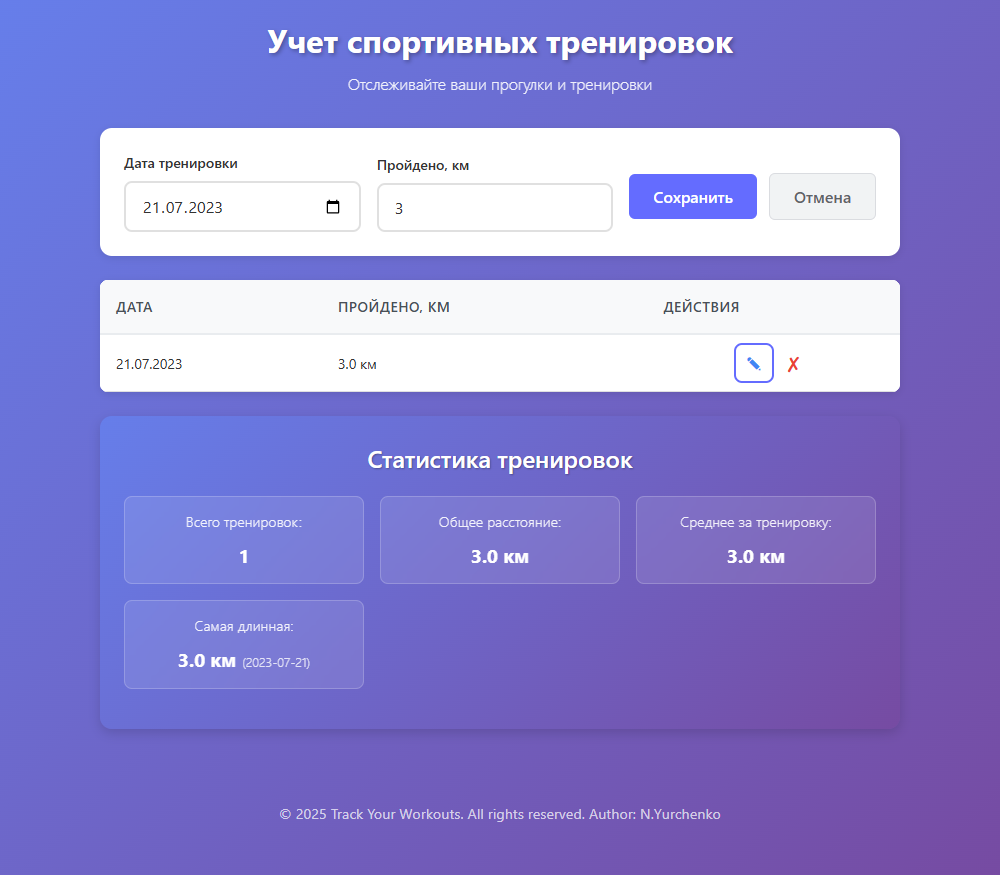 Учет спортивных тренировок
Отслеживайте ваши прогулки и тренировки
Дата тренировки
Пройдено, км
21.07.2023
3
Сохранить
Отмена
ДАТА ПРОЙДЕНО, КМ ДЕЙСТВИЯ
21.07.2023 3.0 км
Статистика тренировок
Всего тренировок:
1
Общее расстояние:
3.0 км
Среднее за тренировку:
3.0 км
Самая длинная:
3.0 км (2023-07-21)
© 2025 Track Your Workouts. All rights reserved. Author: N.Yurchenko